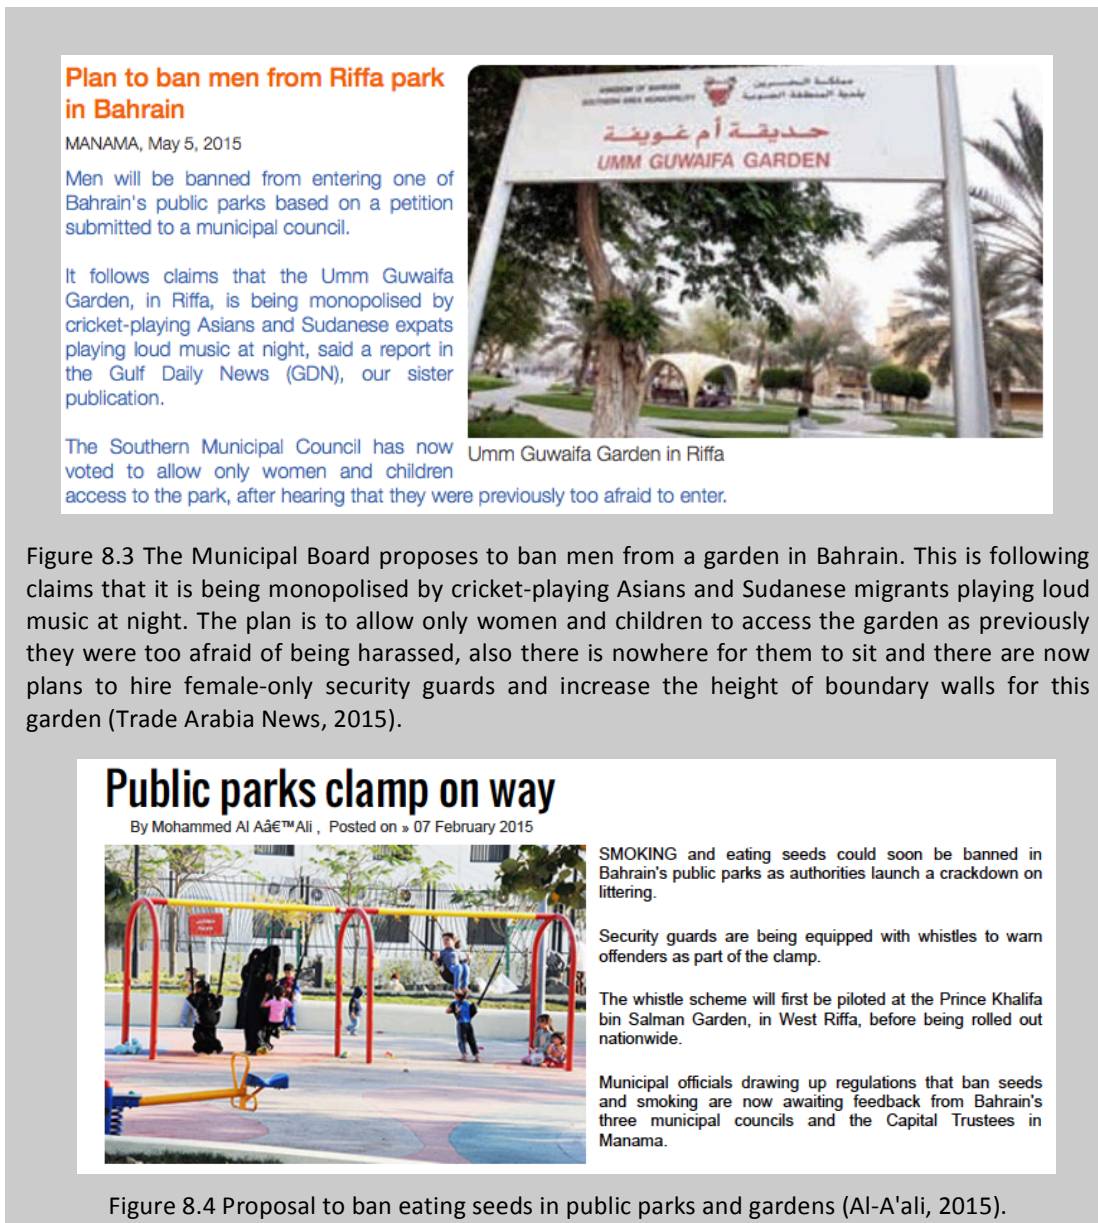 Plan to ban men from Riffa park
in Bahrain
MANAMA, May 5, 2015
Men will be banned from entering one of
Bahrain's public parks based on a petition
submitted to a municipal council.
It follows claims that the Umm Guwaifa
Garden, in Riffa, is being monopolised by
cricket-playing Asians and Sudanese expats
playing loud music at night, said a report in
the Gulf Daily News (GDN), our sister
publication.
The Southern Municipal Council has now
voted to allow only women and children
access to the park, after hearing that they were previously too afraid to enter.
KINGDOM OF BAHRAIN
SOUTHERN AREA MUNICIPALITY
مملكة البحرين
بلدية المنطقة الجنوبية
حديقة أم غويفة
UMM GUWAIFA GARDEN
Umm Guwaifa Garden in Riffa
Figure 8.3 The Municipal Board proposes to ban men from a garden in Bahrain. This is following
claims that it is being monopolised by cricket-playing Asians and Sudanese migrants playing loud
music at night. The plan is to allow only women and children to access the garden as previously
they were too afraid of being harassed, also there is nowhere for them to sit and there are now
plans to hire female-only security guards and increase the height of boundary walls for this
garden (Trade Arabia News, 2015).
Public parks clamp on way
By Mohammed Al Aâ€™Ali , Posted on » 07 February 2015
SMOKING and eating seeds could soon be banned in
Bahrain's public parks as authorities launch a crackdown on
littering.
Security guards are being equipped with whistles to warn
offenders as part of the clamp.
The whistle scheme will first be piloted at the Prince Khalifa
bin Salman Garden, in West Riffa, before being rolled out
nationwide.
Municipal officials drawing up regulations that ban seeds
and smoking are now awaiting feedback from Bahrain's
three municipal councils and the Capital Trustees in
Manama.
Figure 8.4 Proposal to ban eating seeds in public parks and gardens (Al-A'ali, 2015).